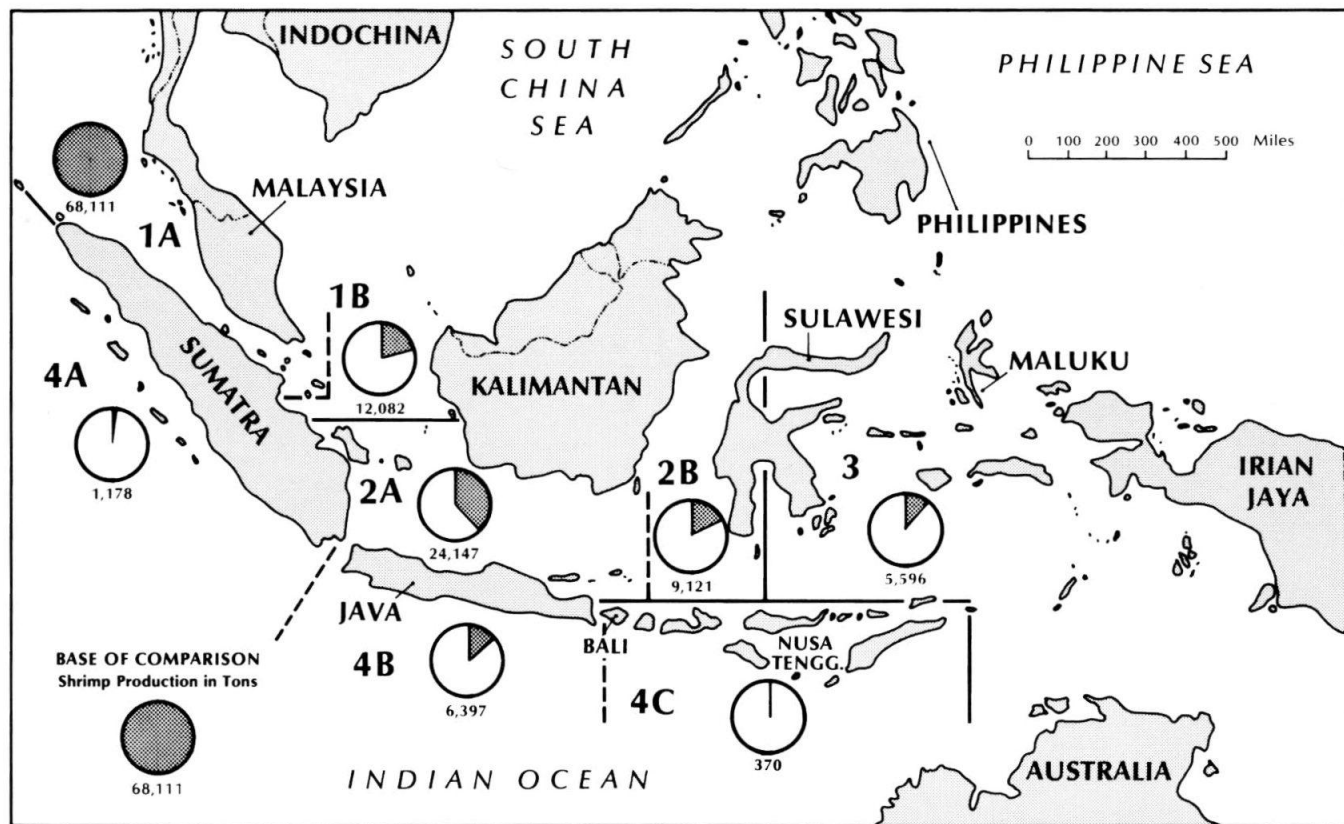 INDOCHINA
SOUTH
CHINA
SEA
PHILIPPINE SEA
0 100 200 300 400 500 Miles
68,111
MALAYSIA
1A
PHILIPPINES
1B
SULAWESI
MALUKU
4A
SUMATRA
KALIMANTAN
12,082
1,178
2A
2B
3
IRIAN
JAYA
24,147
9,121
5,596
JAVA
BALI
NUSA
TENGG.
BASE OF COMPARISON
Shrimp Production in Tons
4B
4C
6,397
370
68,111
INDIAN OCEAN
AUSTRALIA